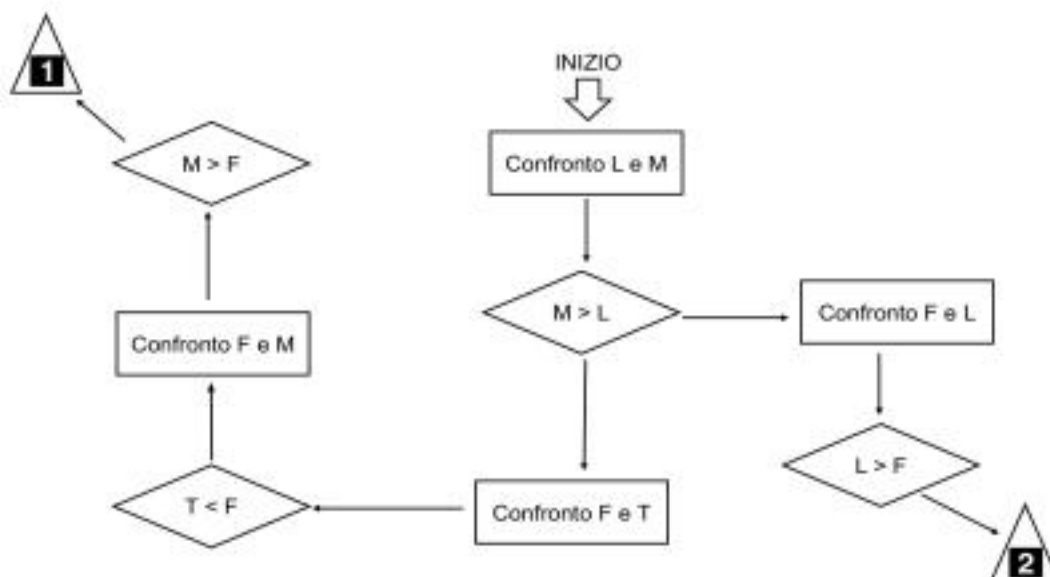 1
INIZIO
M > F
Confronto L e M
M > L
Confronto F e L
Confronto F e M
L > F
T < F
Confronto F e T
2